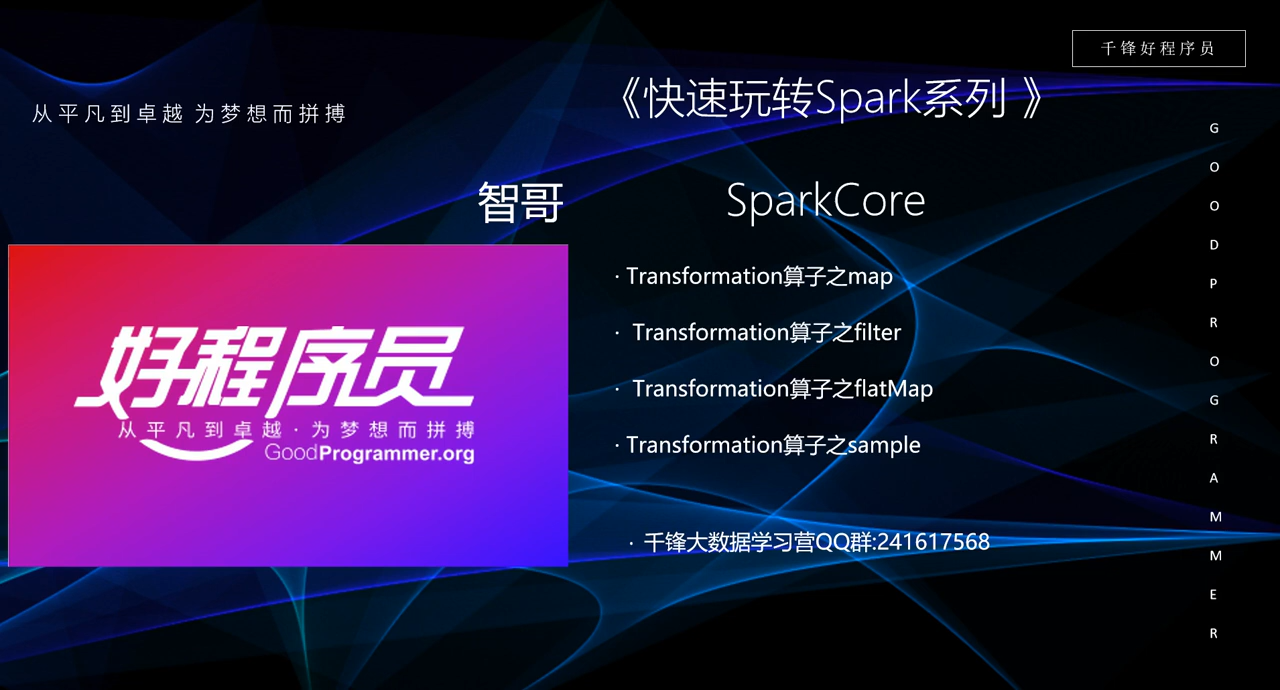 千锋好程序员
从平凡到卓越 为梦想而拼搏
《快速玩转Spark系列 》
智哥
SparkCore
· Transformation算子之map
· Transformation算子之filter
· Transformation算子之flatMap
· Transformation算子之sample
· 千锋大数据学习营QQ群:241617568
好程序员
从平凡到卓越·为梦想而拼搏
GoodProgrammer.org
GOODPROGRAMMER